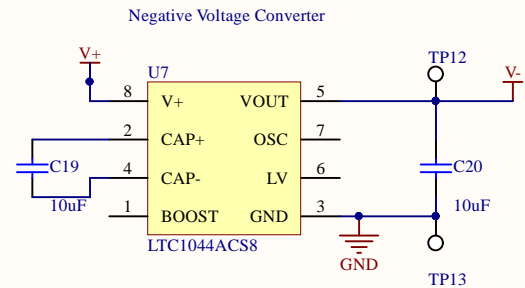 Negative Voltage Converter
V+
U7
TP12
V-
8 V+ VOUT 5
2 CAP+ OSC 7
C19
4 CAP- LV 6
C20
10uF
1 BOOST GND 3
10uF
LTC1044ACS8
GND
TP13